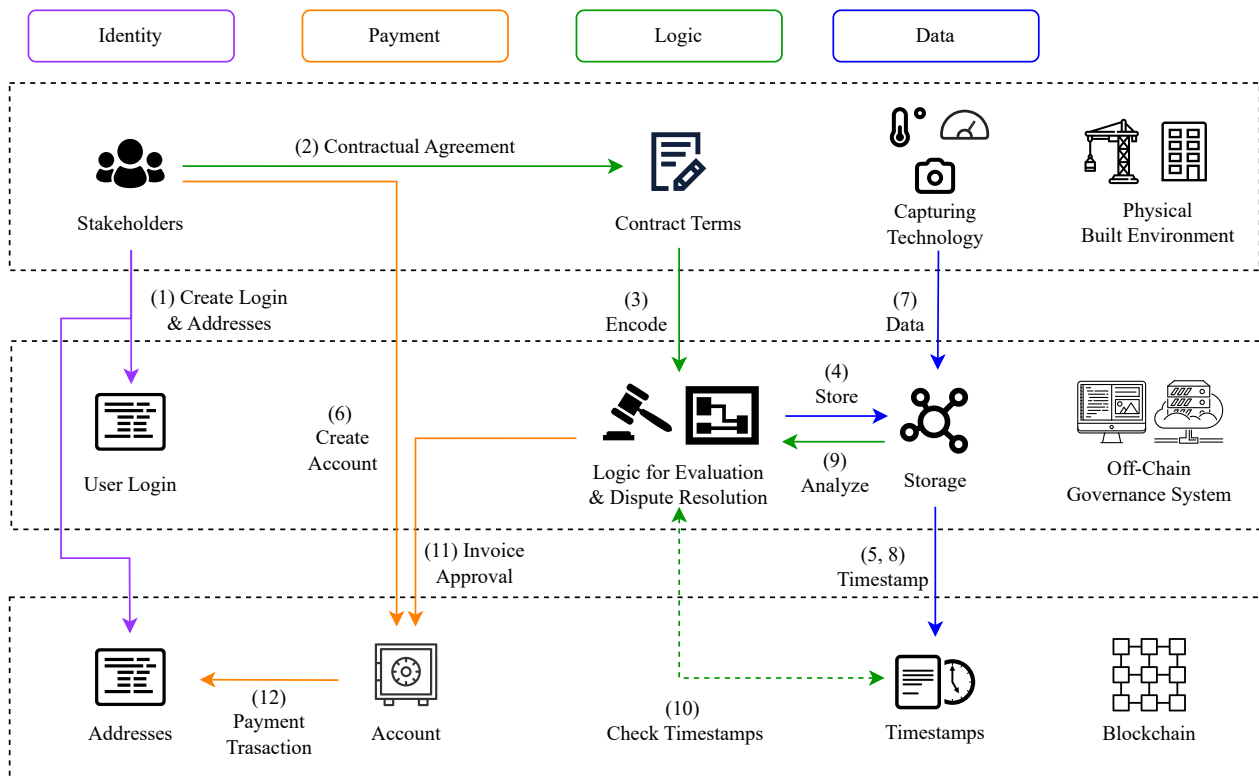 Identity
Payment
Logic
Data
(2) Contractual Agreement
Stakeholders
Contract Terms
Capturing
Technology
Physical
Built Environment
(1) Create Login
& Addresses
(3)
Encode
(7)
Data
(6)
Create
Account
(4)
Store
(9)
Analyze
User Login
Logic for Evaluation
& Dispute Resolution
Storage
Off-Chain
Governance System
(11) Invoice
Approval
(5, 8)
Timestamp
Addresses
(12)
Payment
Trasaction
Account
(10)
Check Timestamps
Timestamps
Blockchain